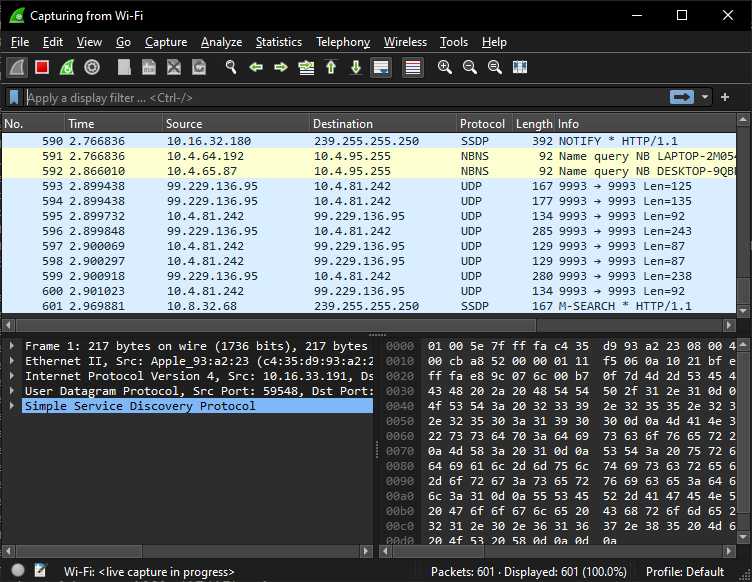 Capturing from Wi-Fi
File Edit View Go Capture Analyze Statistics Telephony Wireless Tools Help
Apply a display filter ... <Ctrl-/>
No. Time Source Destination Protocol Length Info
590 2.766836 10.16.32.180 239.255.255.250 SSDP 392 NOTIFY * HTTP/1.1
591 2.766836 10.4.64.192 10.4.95.255 NBNS 92 Name query NB LAPTOP-2M054
592 2.866010 10.4.65.87 10.4.95.255 NBNS 92 Name query NB DESKTOP-9QB
593 2.899438 99.229.136.95 10.4.81.242 UDP 167 9993 → 9993 Len=125
594 2.899438 99.229.136.95 10.4.81.242 UDP 177 9993 → 9993 Len=135
595 2.899732 10.4.81.242 99.229.136.95 UDP 134 9993 → 9993 Len=92
596 2.899848 10.4.81.242 99.229.136.95 UDP 285 9993 → 9993 Len=243
597 2.900069 10.4.81.242 99.229.136.95 UDP 129 9993 → 9993 Len=87
598 2.900297 10.4.81.242 99.229.136.95 UDP 129 9993 → 9993 Len=87
599 2.900918 99.229.136.95 10.4.81.242 UDP 280 9993 → 9993 Len=238
600 2.901023 10.4.81.242 99.229.136.95 UDP 134 9993 → 9993 Len=92
601 2.969881 10.8.32.68 239.255.255.250 SSDP 167 M-SEARCH * HTTP/1.1
Frame 1: 217 bytes on wire (1736 bits), 217 bytes
Ethernet II, Src: Apple_93:a2:23 (c4:35:d9:93:a2:2
Internet Protocol Version 4, Src: 10.16.33.191, Ds
User Datagram Protocol, Src Port: 59548, Dst Port:
Simple Service Discovery Protocol
0000 01 00 5e 7f ff fa c4 35 d9 93 a2 23 08 00 4
0010 00 cb a8 52 00 00 01 11 f5 06 0a 10 21 bf e
0020 ff fa e8 9c 07 6c 00 b7 0f 7d 4d 2d 53 45 4
0030 43 48 20 2a 20 48 54 54 50 2f 31 2e 31 0d 0
0040 4f 53 54 3a 20 32 33 39 2e 32 35 35 2e 32 3
0050 2e 32 35 30 3a 31 39 30 30 0d 0a 4d 41 4e 3
0060 22 73 73 64 70 3a 64 69 73 63 6f 76 65 72 2
0070 0a 4d 58 3a 20 31 0d 0a 53 54 3a 20 75 72 6
0080 64 69 61 6c 2d 6d 75 6c 74 69 73 63 72 65 6
0090 2d 6f 72 67 3a 73 65 72 76 69 63 65 3a 64 6
00a0 6c 3a 31 0d 0a 55 53 45 52 2d 41 47 45 4e 5
00b0 20 47 6f 6f 67 6c 65 20 43 68 72 6f 6d 65 2
00c0 32 31 2e 30 2e 36 31 36 37 2e 38 35 20 4d 6
00d0 20 4f 53 20 58 0d 0a 0d 0a
Wi-Fi: <live capture in progress> Packets: 601 · Displayed: 601 (100.0%) Profile: Default